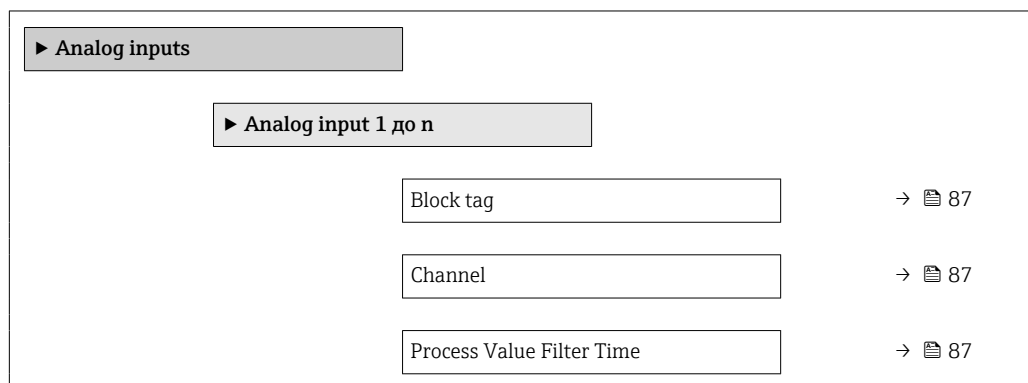 ▶ Analog inputs
▶ Analog input 1 до n
Block tag → 87
Channel → 87
Process Value Filter Time → 87